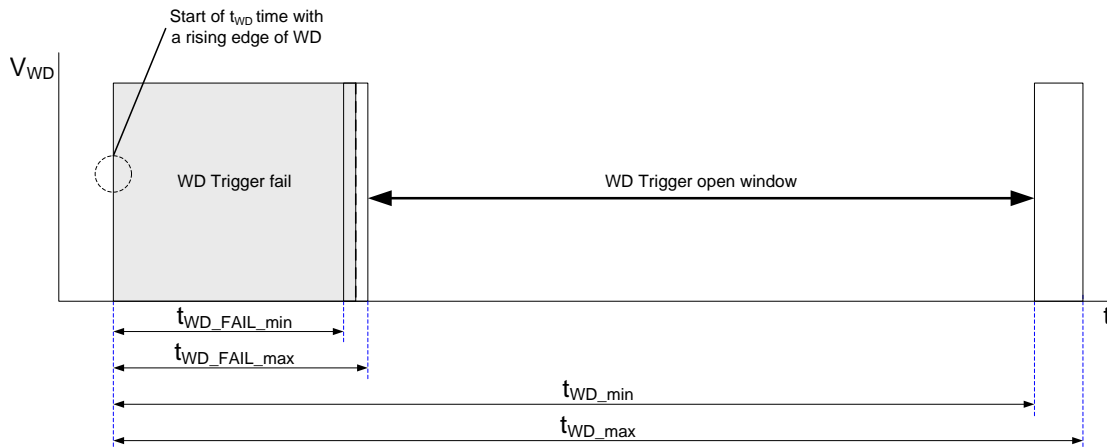 Start of tWD time with
a rising edge of WD
VWD
WD Trigger fail
WD Trigger open window
t
tWD_FAIL_min
tWD_FAIL_max
tWD_min
tWD_max